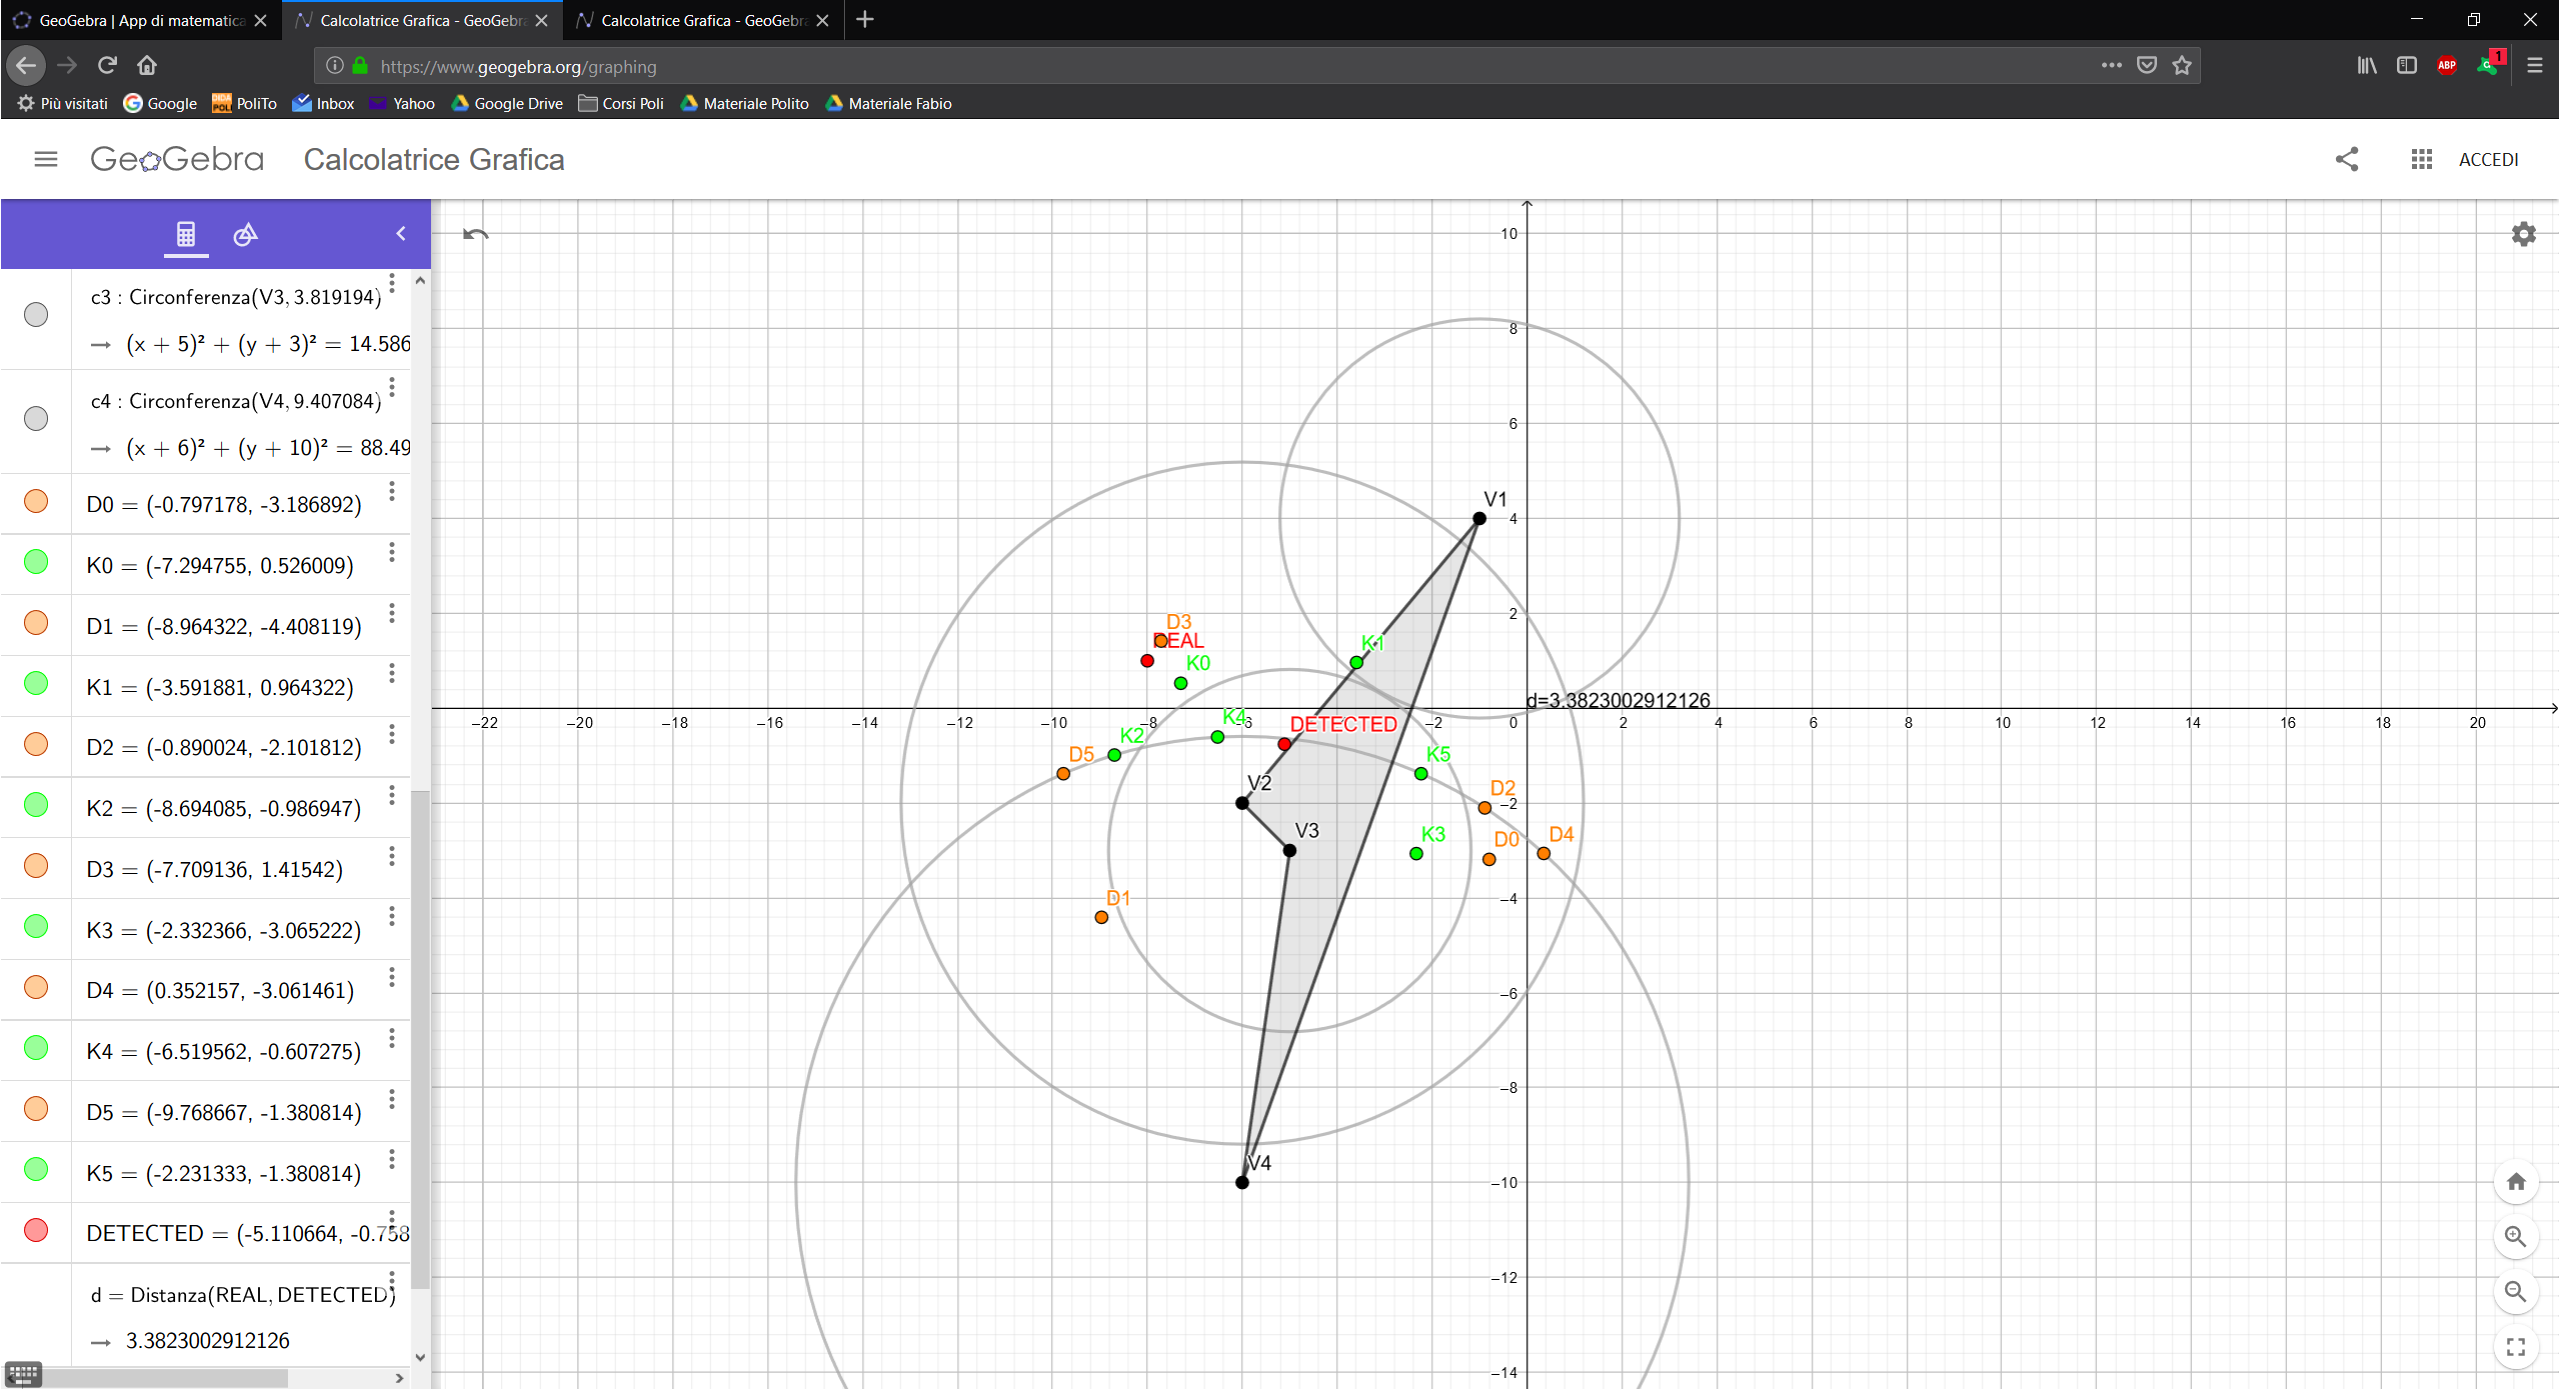 GeoGebra | App di matematica
Calcolatrice Grafica - GeoGebra
Calcolatrice Grafica - GeoGebra
https://www.geogebra.org/graphing
ABP
1
Più visitati
Google
PoliTo
Inbox
Yahoo
Google Drive
Corsi Poli
Materiale Polito
Materiale Fabio
GeoGebra
Calcolatrice Grafica
ACCEDI
c3 : Circonferenza(V3, 3.819194)
→ (x + 5)² + (y + 3)² = 14.586
c4 : Circonferenza(V4, 9.407084)
→ (x + 6)² + (y + 10)² = 88.49
D0 = (-0.797178, -3.186892)
K0 = (-7.294755, 0.526009)
D1 = (-8.964322, -4.408119)
K1 = (-3.591881, 0.964322)
D2 = (-0.890024, -2.101812)
K2 = (-8.694085, -0.986947)
D3 = (-7.709136, 1.41542)
K3 = (-2.332366, -3.065222)
D4 = (0.352157, -3.061461)
K4 = (-6.519562, -0.607275)
D5 = (-9.768667, -1.380814)
K5 = (-2.231333, -1.380814)
DETECTED = (-5.110664, -0.758
d = Distanza(REAL, DETECTED)
→ 3.3823002912126
10
8
6
V1
4
2
D3
REAL
K0
K1
d=3.3823002912126
−22 −20 −18 −16 −14 −12 −10 −8 −6 −2 0 2 4 6 8 10 12 14 16 18 20
K4
DETECTED
K2
D5
K5
V2
D2
−2
V3
K3
D0
D4
D1
−4
−6
−8
V4
−10
−12
−14